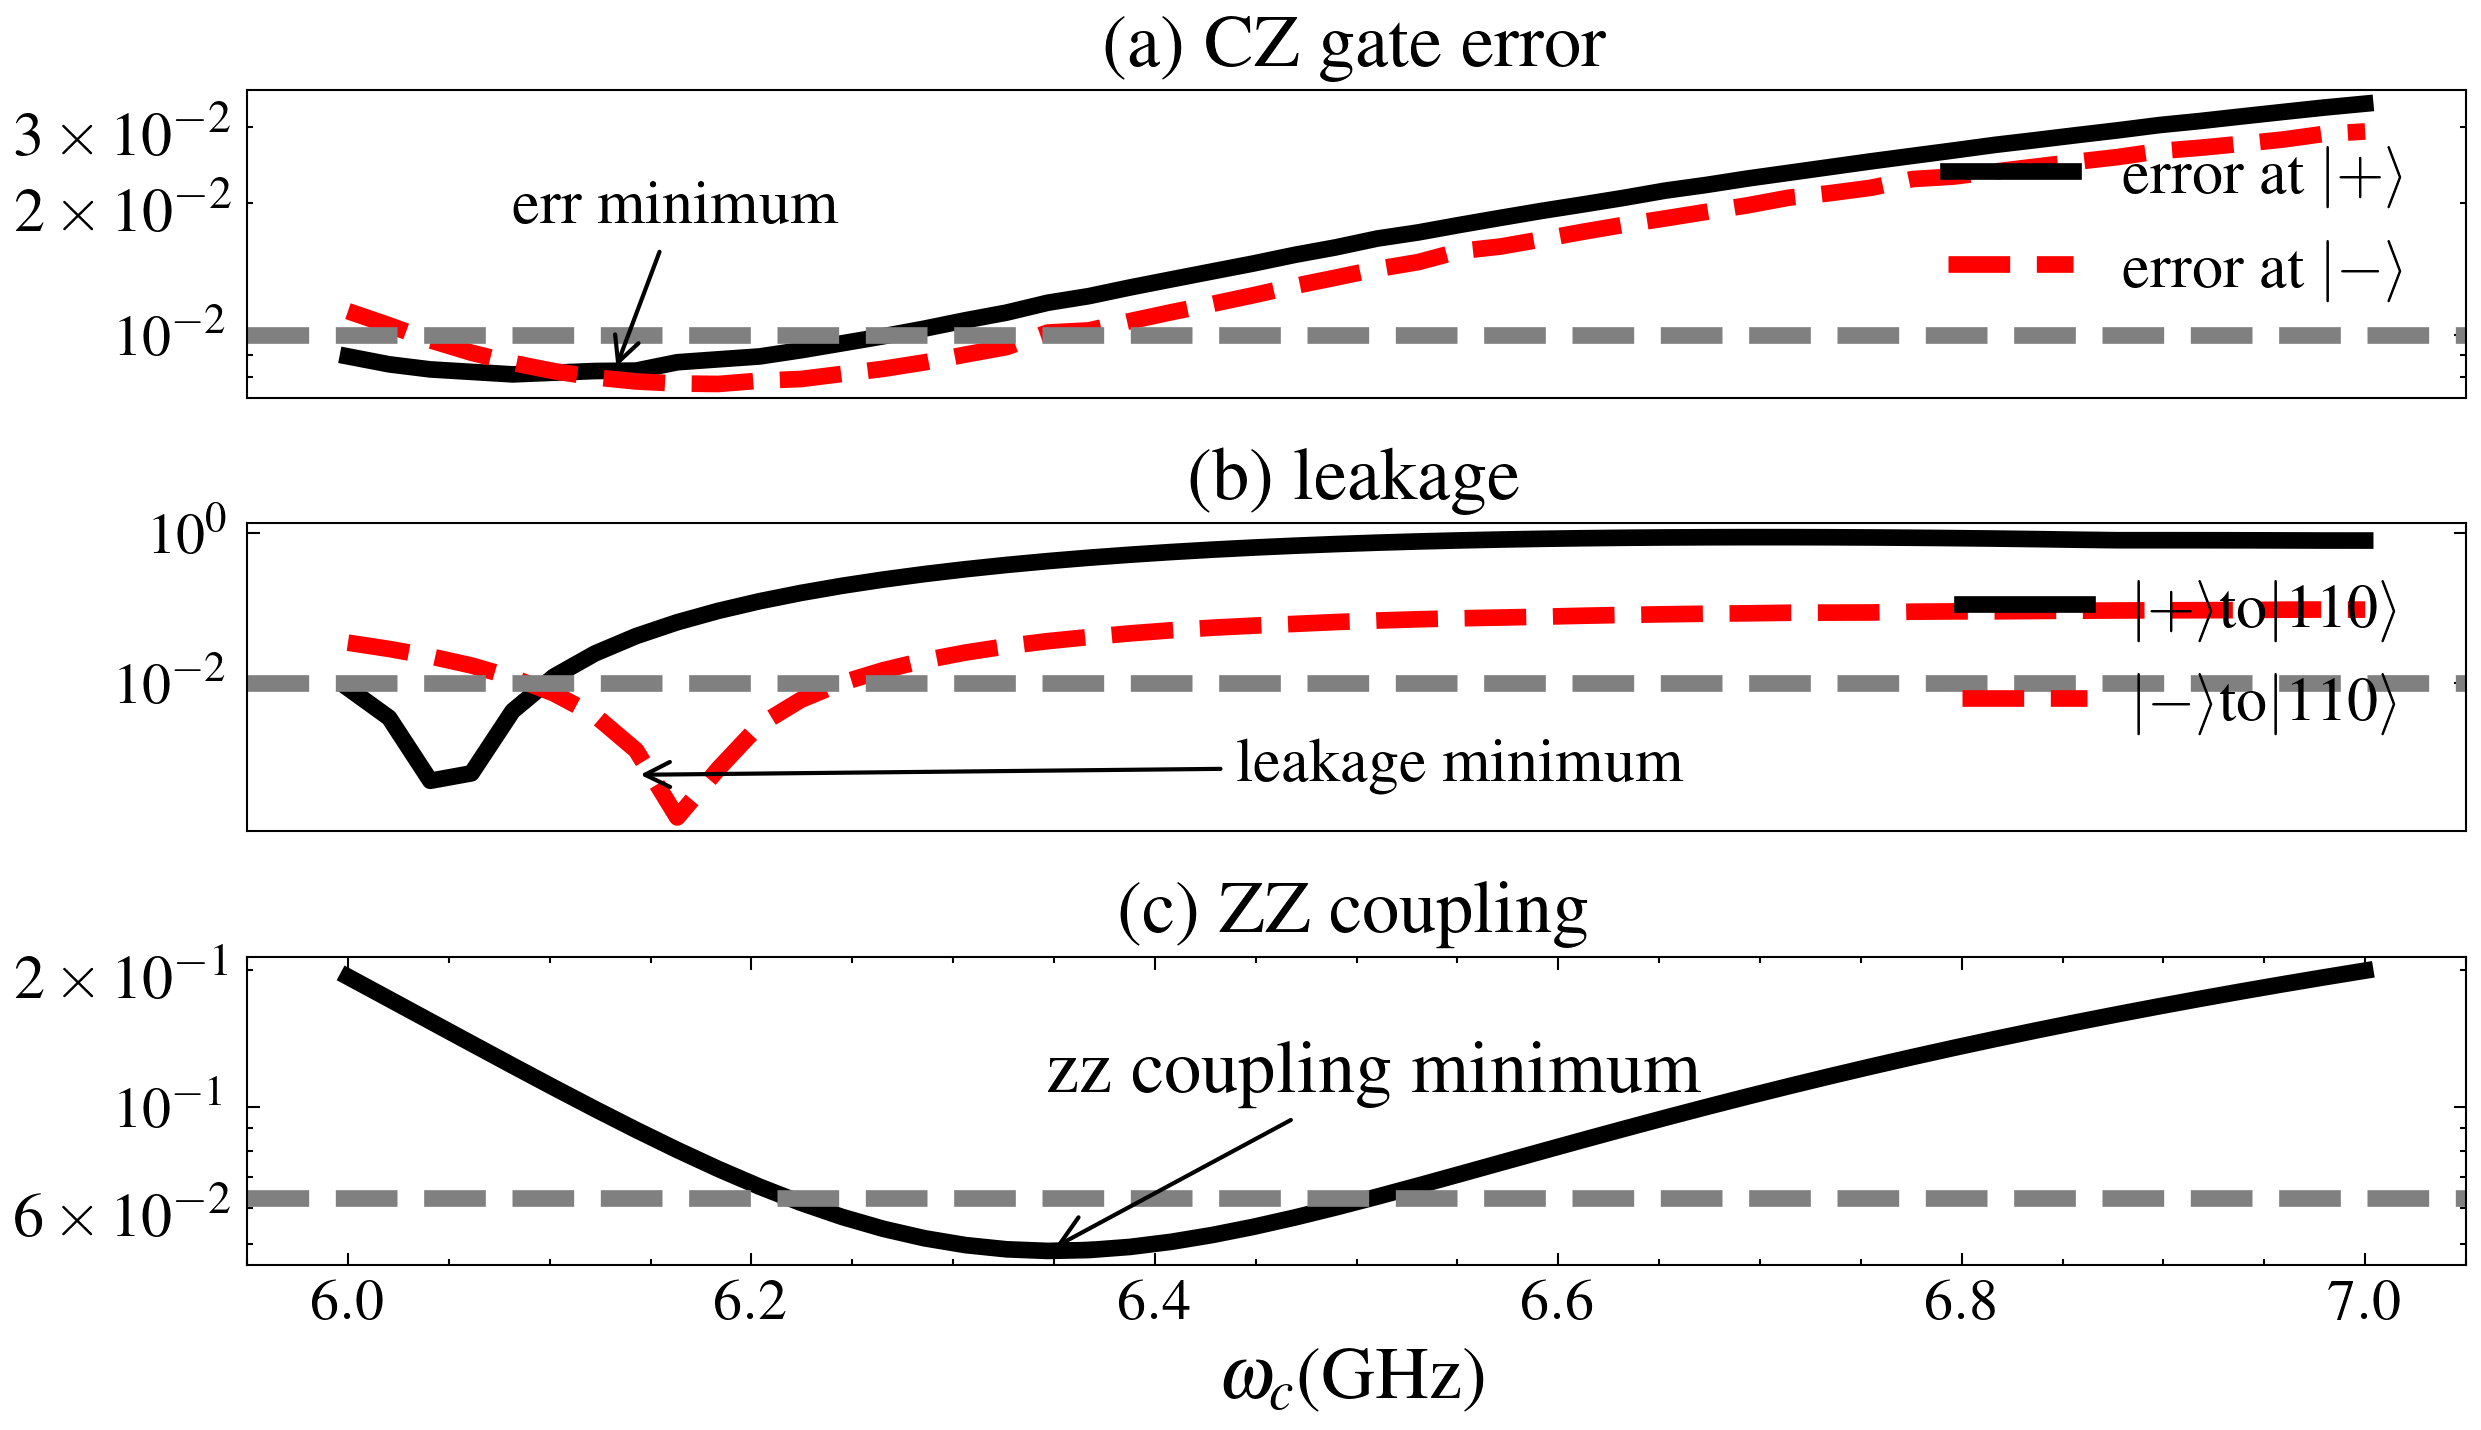 (a) CZ gate error
3 × 10⁻²
2 × 10⁻²
10⁻²
err minimum
error at |+⟩
error at |−⟩
(b) leakage
10⁰
10⁻²
|+⟩to|110⟩
|−⟩to|110⟩
leakage minimum
(c) ZZ coupling
2 × 10⁻¹
10⁻¹
6 × 10⁻²
zz coupling minimum
6.0 6.2 6.4 6.6 6.8 7.0
ω_c(GHz)